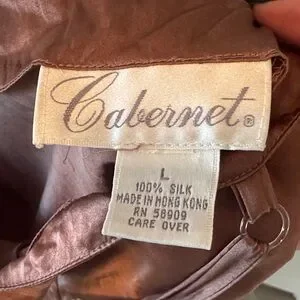 Cabernet®
L
100% SILK
MADE IN HONG KONG
RN 58909
CARE OVER